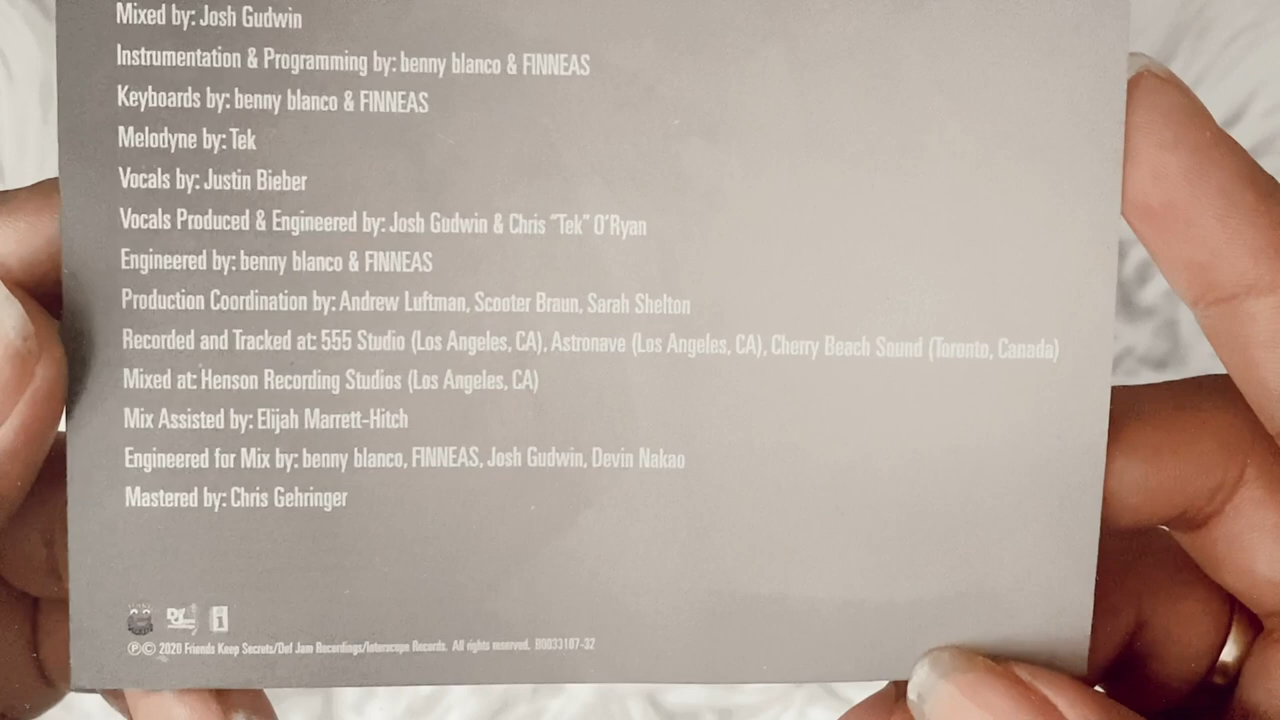 Mixed by: Josh Gudwin
Instrumentation & Programming by: benny blanco & FINNEAS
Keyboards by: benny blanco & FINNEAS
Melodyne by: Tek
Vocals by: Justin Bieber
Vocals Produced & Engineered by: Josh Gudwin & Chris “Tek” O’Ryan
Engineered by: benny blanco & FINNEAS
Production Coordination by: Andrew Luftman, Scooter Braun, Sarah Shelton
Recorded and Tracked at: 555 Studio (Los Angeles, CA), Astronave (Los Angeles, CA), Cherry Beach Sound (Toronto, Canada)
Mixed at: Henson Recording Studios (Los Angeles, CA)
Mix Assisted by: Elijah Marrett-Hitch
Engineered for Mix by: benny blanco, FINNEAS, Josh Gudwin, Devin Nakao
Mastered by: Chris Gehringer
DEF JAM i
℗© 2020 Friends Keep Secrets/Def Jam Recordings/Interscope Records. All rights reserved. B0033107-32